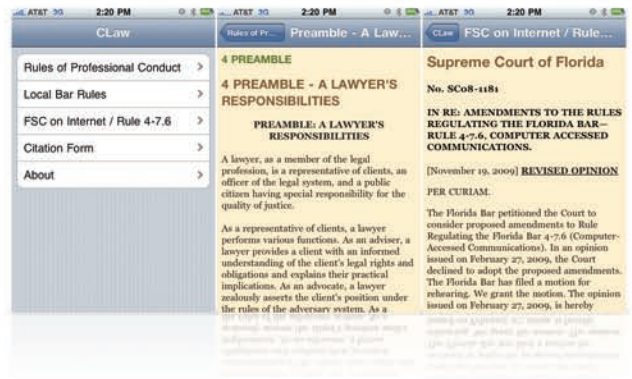 AT&T 3G 2:20 PM
CLaw
Rules of Professional Conduct
Local Bar Rules
FSC on Internet / Rule 4-7.6
Citation Form
About
AT&T 3G 2:20 PM
Rules of Pr... Preamble - A Law...
4 PREAMBLE
4 PREAMBLE - A LAWYER'S
RESPONSIBILITIES
PREAMBLE: A LAWYER'S
RESPONSIBILITIES
A lawyer, as a member of the legal
profession, is a representative of clients, an
officer of the legal system, and a public
citizen having special responsibility for the
quality of justice.
As a representative of clients, a lawyer
performs various functions. As an adviser, a
lawyer provides a client with an informed
understanding of the client's legal rights and
obligations and explains their practical
implications. As an advocate, a lawyer
zealously asserts the client's position under
the rules of the adversary system. As a
AT&T 3G 2:20 PM
CLaw FSC on Internet / Rule...
Supreme Court of Florida
No. SC08-1181
IN RE: AMENDMENTS TO THE RULES
REGULATING THE FLORIDA BAR—
RULE 4-7.6, COMPUTER ACCESSED
COMMUNICATIONS.
[November 19, 2009] REVISED OPINION
PER CURIAM.
The Florida Bar petitioned the Court to
consider proposed amendments to Rule
Regulating the Florida Bar 4-7.6 (Computer-
Accessed Communications). In an opinion
issued on February 27, 2009, the Court
declined to adopt the proposed amendments.
The Florida Bar has filed a motion for
rehearing. We grant the motion. The opinion
issued on February 27, 2009, is hereby